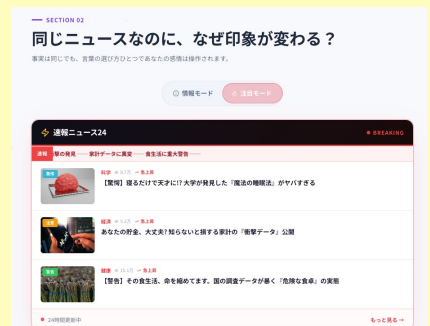 SECTION 02
同じニュースなのに、なぜ印象が変わる？
事実は同じでも、言葉の選び方ひとつであなたの感情は操作されます。
情報モード
注目モード
速報ニュース24
BREAKING
速報
撃の発見 ── 家計データに異変 ── 食生活に重大警告 ──
科学
急上昇
【驚愕】寝るだけで天才に!? 大学が発見した『魔法の睡眠法』がヤバすぎる
経済
急上昇
あなたの貯金、大丈夫? 知らないと損する家計の『衝撃データ』公開
警告
健康
急上昇
【警告】その食生活、命を縮めてます。国の調査データが暴く『危険な食卓』の実態
24時間更新中
もっと見る →